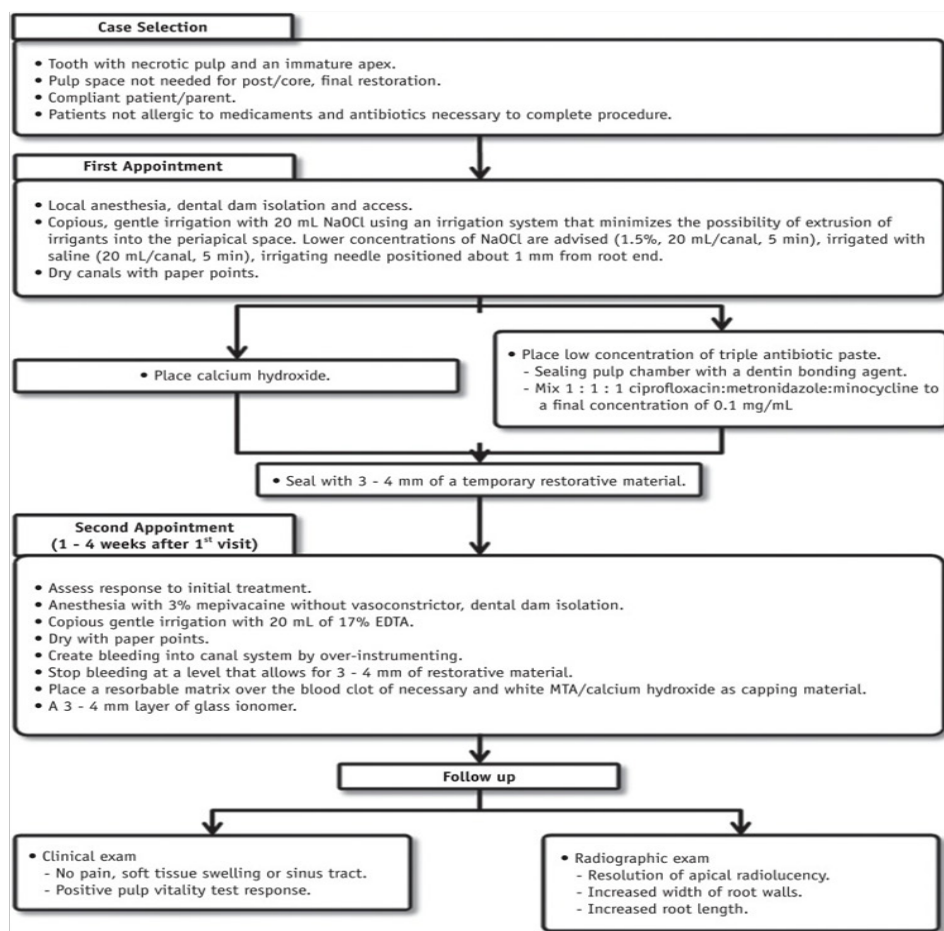 Case Selection
• Tooth with necrotic pulp and an immature apex.
• Pulp space not needed for post/core, final restoration.
• Compliant patient/parent.
• Patients not allergic to medicaments and antibiotics necessary to complete procedure.
First Appointment
• Local anesthesia, dental dam isolation and access.
• Copious, gentle irrigation with 20 mL NaOCl using an irrigation system that minimizes the possibility of extrusion of
irrigants into the periapical space. Lower concentrations of NaOCl are advised (1.5%, 20 mL/canal, 5 min), irrigated with
saline (20 mL/canal, 5 min), irrigating needle positioned about 1 mm from root end.
• Dry canals with paper points.
• Place calcium hydroxide.
• Place low concentration of triple antibiotic paste.
- Sealing pulp chamber with a dentin bonding agent.
- Mix 1 : 1 : 1 ciprofloxacin:metronidazole:minocycline to
a final concentration of 0.1 mg/mL
• Seal with 3 - 4 mm of a temporary restorative material.
Second Appointment
(1 - 4 weeks after 1st visit)
• Assess response to initial treatment.
• Anesthesia with 3% mepivacaine without vasoconstrictor, dental dam isolation.
• Copious gentle irrigation with 20 mL of 17% EDTA.
• Dry with paper points.
• Create bleeding into canal system by over-instrumenting.
• Stop bleeding at a level that allows for 3 - 4 mm of restorative material.
• Place a resorbable matrix over the blood clot of necessary and white MTA/calcium hydroxide as capping material.
• A 3 - 4 mm layer of glass ionomer.
Follow up
• Clinical exam
- No pain, soft tissue swelling or sinus tract.
- Positive pulp vitality test response.
• Radiographic exam
- Resolution of apical radiolucency.
- Increased width of root walls.
- Increased root length.